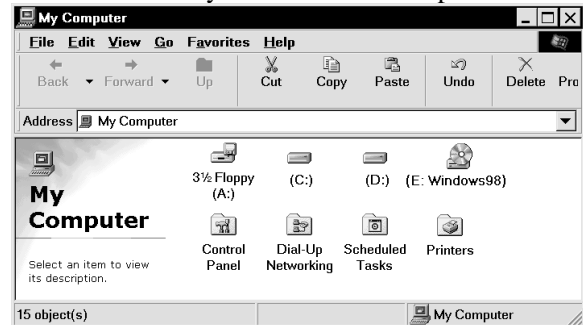 My Computer
File Edit View Go Favorites Help
Back Forward Up Cut Copy Paste Undo Delete Pro
Address My Computer
3½ Floppy (A:)
(C:)
(D:)
(E: Windows98)
My Computer
Control Panel
Dial-Up Networking
Scheduled Tasks
Printers
Select an item to view
its description.
15 object(s)
My Computer